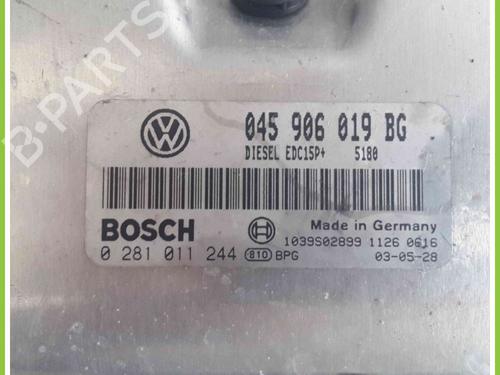 B-PARTS
045 906 019 BG
DIESEL EDC15P+ 5180
BOSCH
Made in Germany
1039S02899 1126 0616
0 281 011 244 810 BPG 03-05-28